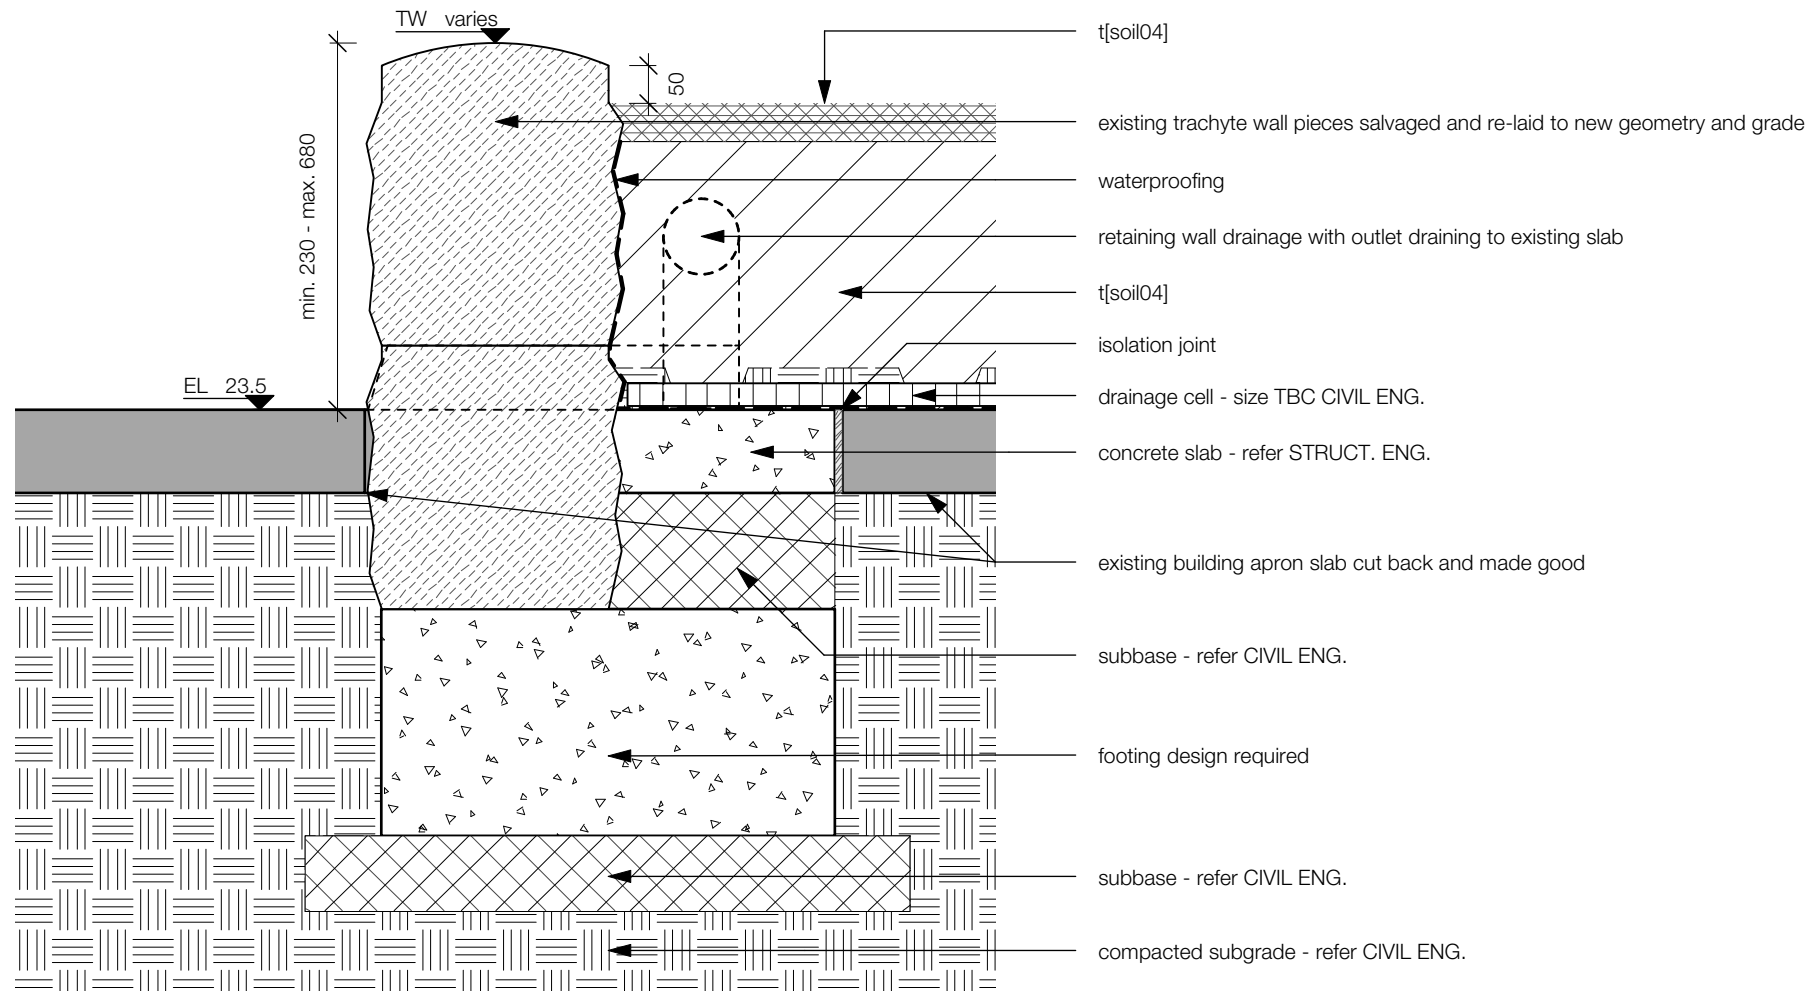 TW varies
t[soil04]
50
existing trachyte wall pieces salvaged and re-laid to new geometry and grade
min. 230 - max. 680
waterproofing
retaining wall drainage with outlet draining to existing slab
t[soil04]
isolation joint
EL 23.5
drainage cell - size TBC CIVIL ENG.
concrete slab - refer STRUCT. ENG.
existing building apron slab cut back and made good
subbase - refer CIVIL ENG.
footing design required
subbase - refer CIVIL ENG.
compacted subgrade - refer CIVIL ENG.